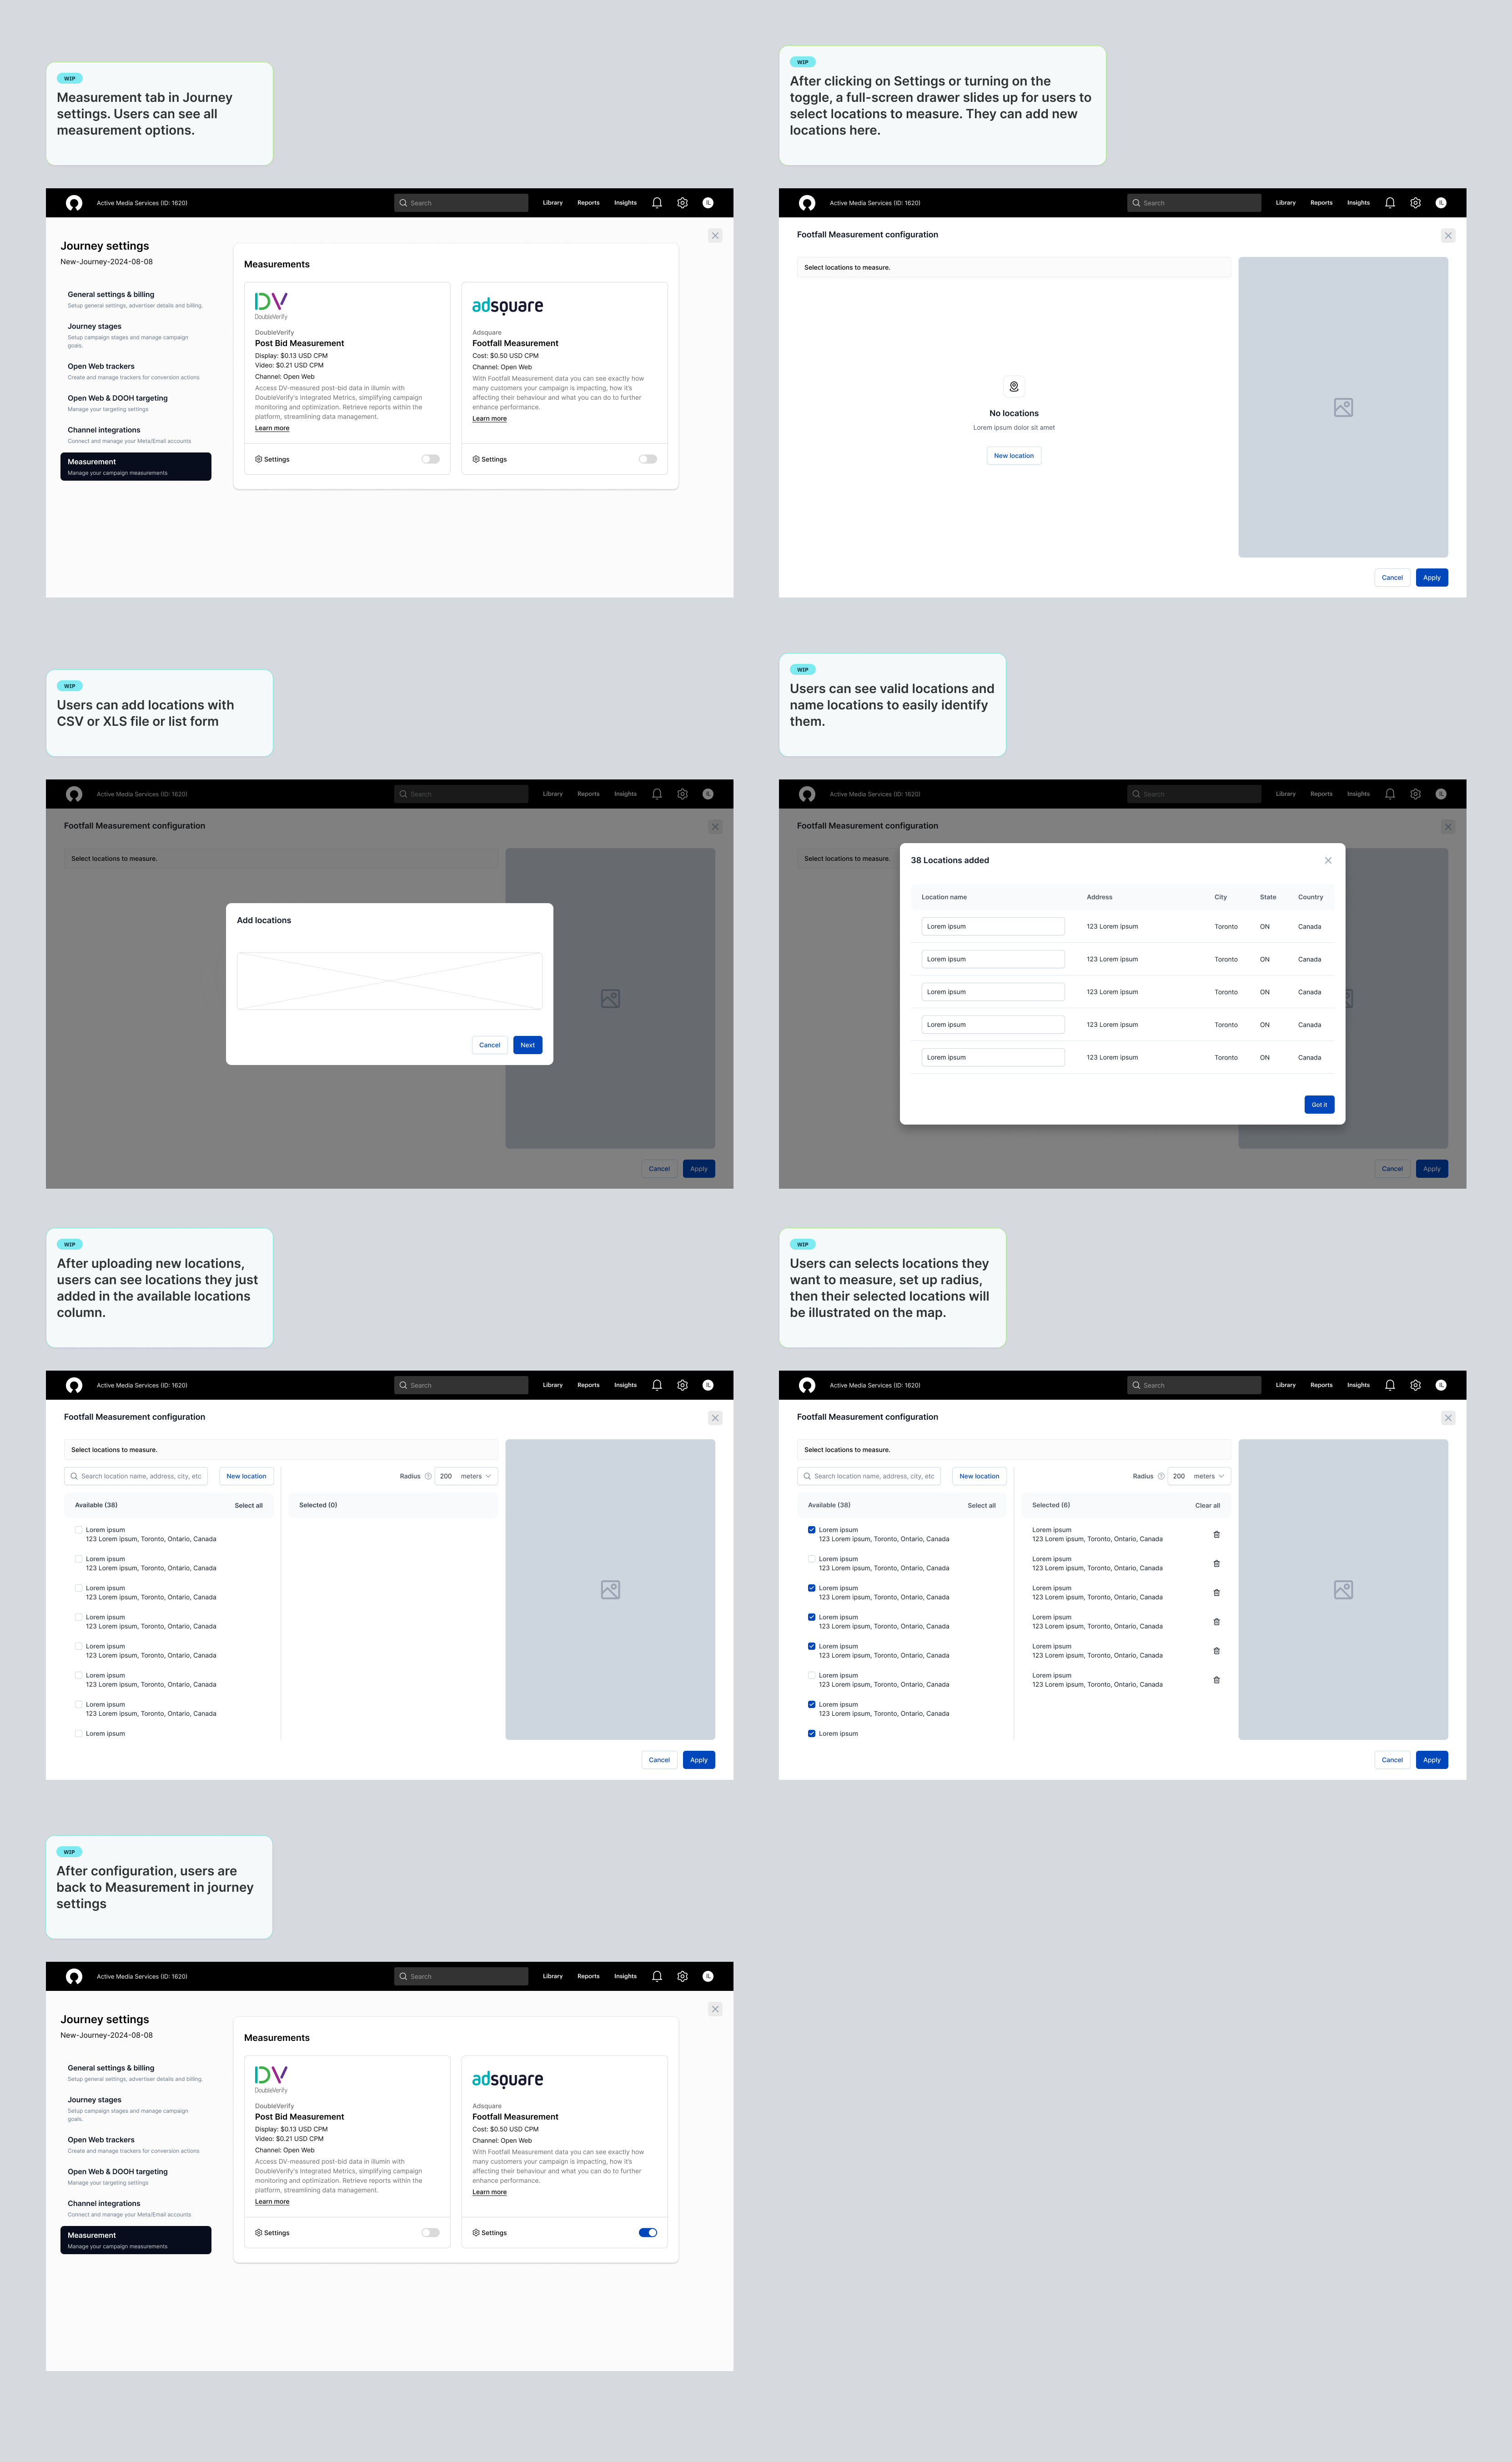 WIP
Measurement tab in Journey
settings. Users can see all
measurement options.
WIP
After clicking on Settings or turning on the
toggle, a full-screen drawer slides up for users to
select locations to measure. They can add new
locations here.
Active Media Services (ID: 1620)
Search
Library
Reports
Insights
IL
Journey settings
New-Journey-2024-08-08
General settings & billing
Setup general settings, advertiser details and billing.
Journey stages
Setup campaign stages and manage campaign
goals.
Open Web trackers
Create and manage trackers for conversion actions
Open Web & DOOH targeting
Manage your targeting settings
Channel integrations
Connect and manage your Meta/Email accounts
Measurement
Manage your campaign measurements
Measurements
DV
DoubleVerify
DoubleVerify
Post Bid Measurement
Display: $0.13 USD CPM
Video: $0.21 USD CPM
Channel: Open Web
Access DV-measured post-bid data in illumin with
DoubleVerify's Integrated Metrics, simplifying campaign
monitoring and optimization. Retrieve reports within the
platform, streamlining data management.
Learn more
Settings
adsquare
Adsquare
Footfall Measurement
Cost: $0.50 USD CPM
Channel: Open Web
With Footfall Measurement data you can see exactly how
many customers your campaign is impacting, how it's
affecting their behaviour and what you can do to further
enhance performance.
Learn more
Settings
Active Media Services (ID: 1620)
Search
Library
Reports
Insights
IL
Footfall Measurement configuration
Select locations to measure.
No locations
Lorem ipsum dolor sit amet
New location
Cancel
Apply
WIP
Users can add locations with
CSV or XLS file or list form
WIP
Users can see valid locations and
name locations to easily identify
them.
Active Media Services (ID: 1620)
Search
Library
Reports
Insights
IL
Footfall Measurement configuration
Select locations to measure.
Add locations
Cancel
Next
Cancel
Apply
Active Media Services (ID: 1620)
Search
Library
Reports
Insights
IL
Footfall Measurement configuration
Select locations to measure.
38 Locations added
Location name Address City State Country
Lorem ipsum 123 Lorem ipsum Toronto ON Canada
Lorem ipsum 123 Lorem ipsum Toronto ON Canada
Lorem ipsum 123 Lorem ipsum Toronto ON Canada
Lorem ipsum 123 Lorem ipsum Toronto ON Canada
Lorem ipsum 123 Lorem ipsum Toronto ON Canada
Got it
Cancel
Apply
WIP
After uploading new locations,
users can see locations they just
added in the available locations
column.
WIP
Users can selects locations they
want to measure, set up radius,
then their selected locations will
be illustrated on the map.
Active Media Services (ID: 1620)
Search
Library
Reports
Insights
IL
Footfall Measurement configuration
Select locations to measure.
Search location name, address, city, etc
New location
Radius
200 meters
Available (38)
Select all
Selected (0)
Lorem ipsum
123 Lorem ipsum, Toronto, Ontario, Canada
Lorem ipsum
123 Lorem ipsum, Toronto, Ontario, Canada
Lorem ipsum
123 Lorem ipsum, Toronto, Ontario, Canada
Lorem ipsum
123 Lorem ipsum, Toronto, Ontario, Canada
Lorem ipsum
123 Lorem ipsum, Toronto, Ontario, Canada
Lorem ipsum
123 Lorem ipsum, Toronto, Ontario, Canada
Lorem ipsum
123 Lorem ipsum, Toronto, Ontario, Canada
Lorem ipsum
Cancel
Apply
Active Media Services (ID: 1620)
Search
Library
Reports
Insights
IL
Footfall Measurement configuration
Select locations to measure.
Search location name, address, city, etc
New location
Radius
200 meters
Available (38)
Select all
Lorem ipsum
123 Lorem ipsum, Toronto, Ontario, Canada
Lorem ipsum
123 Lorem ipsum, Toronto, Ontario, Canada
Lorem ipsum
123 Lorem ipsum, Toronto, Ontario, Canada
Lorem ipsum
123 Lorem ipsum, Toronto, Ontario, Canada
Lorem ipsum
123 Lorem ipsum, Toronto, Ontario, Canada
Lorem ipsum
123 Lorem ipsum, Toronto, Ontario, Canada
Lorem ipsum
123 Lorem ipsum, Toronto, Ontario, Canada
Lorem ipsum
Selected (6)
Clear all
Lorem ipsum
123 Lorem ipsum, Toronto, Ontario, Canada
Lorem ipsum
123 Lorem ipsum, Toronto, Ontario, Canada
Lorem ipsum
123 Lorem ipsum, Toronto, Ontario, Canada
Lorem ipsum
123 Lorem ipsum, Toronto, Ontario, Canada
Lorem ipsum
123 Lorem ipsum, Toronto, Ontario, Canada
Lorem ipsum
123 Lorem ipsum, Toronto, Ontario, Canada
Cancel
Apply
WIP
After configuration, users are
back to Measurement in journey
settings
Active Media Services (ID: 1620)
Search
Library
Reports
Insights
IL
Journey settings
New-Journey-2024-08-08
General settings & billing
Setup general settings, advertiser details and billing.
Journey stages
Setup campaign stages and manage campaign
goals.
Open Web trackers
Create and manage trackers for conversion actions
Open Web & DOOH targeting
Manage your targeting settings
Channel integrations
Connect and manage your Meta/Email accounts
Measurement
Manage your campaign measurements
Measurements
DV
DoubleVerify
DoubleVerify
Post Bid Measurement
Display: $0.13 USD CPM
Video: $0.21 USD CPM
Channel: Open Web
Access DV-measured post-bid data in illumin with
DoubleVerify's Integrated Metrics, simplifying campaign
monitoring and optimization. Retrieve reports within the
platform, streamlining data management.
Learn more
Settings
adsquare
Adsquare
Footfall Measurement
Cost: $0.50 USD CPM
Channel: Open Web
With Footfall Measurement data you can see exactly how
many customers your campaign is impacting, how it's
affecting their behaviour and what you can do to further
enhance performance.
Learn more
Settings